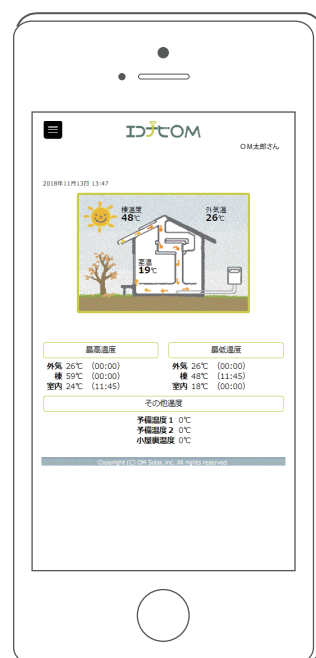 エコナビOM
OM太郎さん
2018年11月13日 13:47
棟温度
48℃
外気温
26℃
室温
19℃
最高温度
最低温度
外気 26℃ (00:00)
棟 59℃ (00:00)
室内 24℃ (11:45)
外気 26℃ (00:00)
棟 48℃ (11:45)
室内 18℃ (00:00)
その他温度
予備温度1 0℃
予備温度2 0℃
小屋裏温度 0℃
Copyright (C) OM Solar, Inc. All rights reserved.